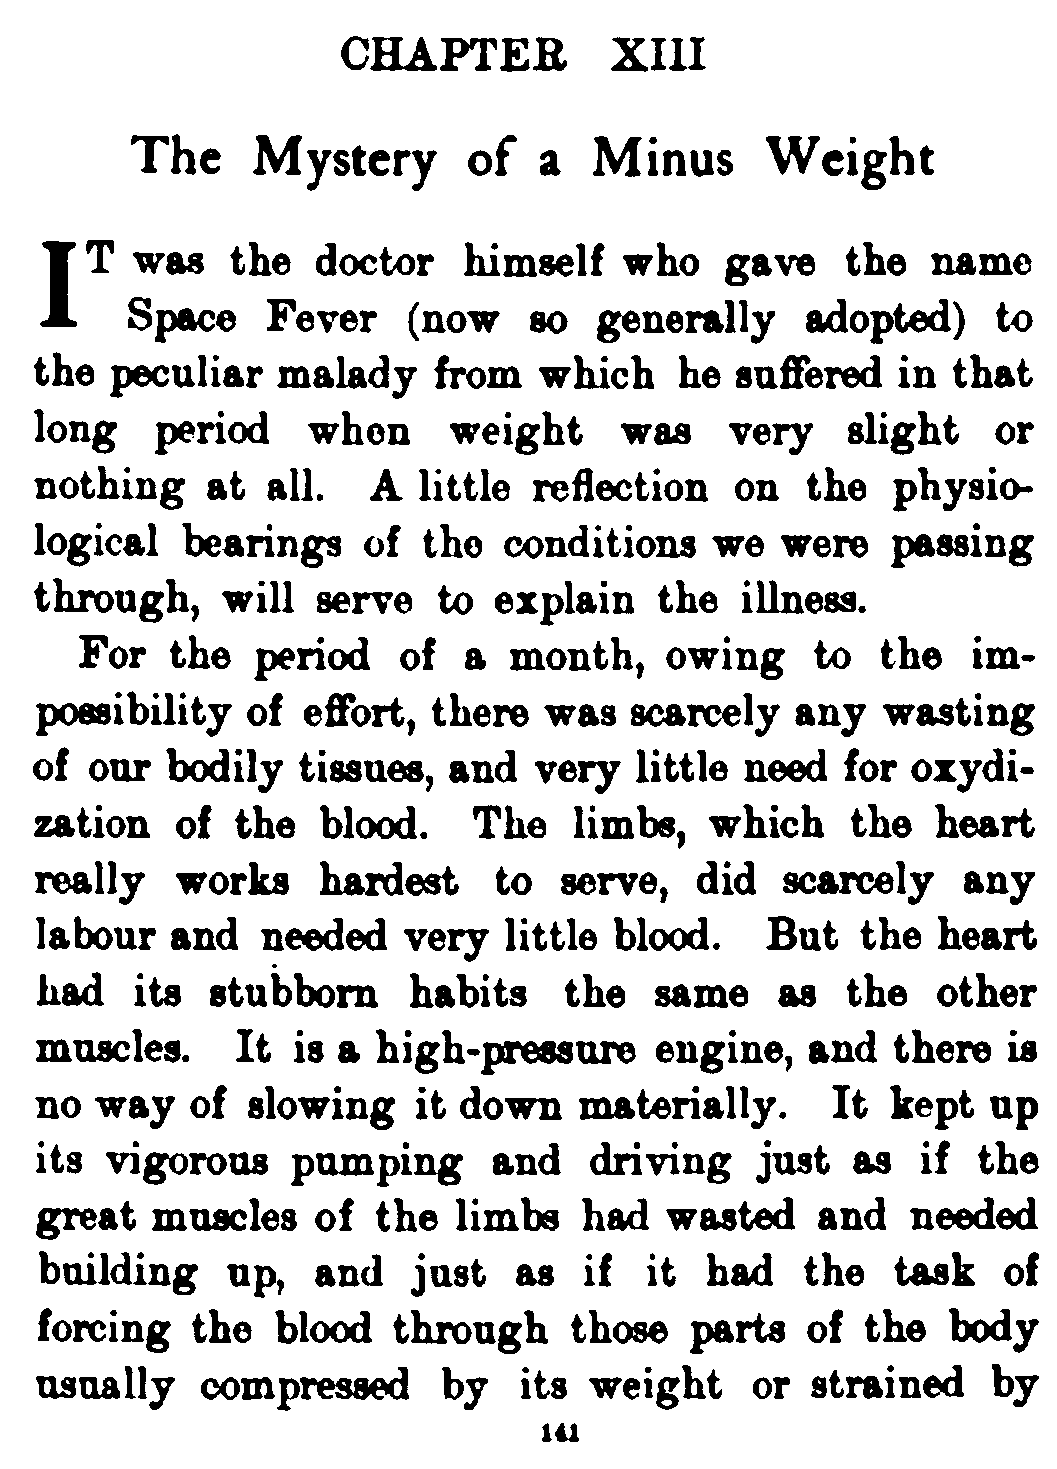 CHAPTER XIII
The Mystery of a Minus Weight
IT was the doctor himself who gave the name
Space Fever (now so generally adopted) to
the peculiar malady from which he suffered in that
long period when weight was very slight or
nothing at all. A little reflection on the physio-
logical bearings of the conditions we were passing
through, will serve to explain the illness.
For the period of a month, owing to the im-
possibility of effort, there was scarcely any wasting
of our bodily tissues, and very little need for oxydi-
zation of the blood. The limbs, which the heart
really works hardest to serve, did scarcely any
labour and needed very little blood. But the heart
had its stubborn habits the same as the other
muscles. It is a high-pressure engine, and there is
no way of slowing it down materially. It kept up
its vigorous pumping and driving just as if the
great muscles of the limbs had wasted and needed
building up, and just as if it had the task of
forcing the blood through those parts of the body
usually compressed by its weight or strained by
141